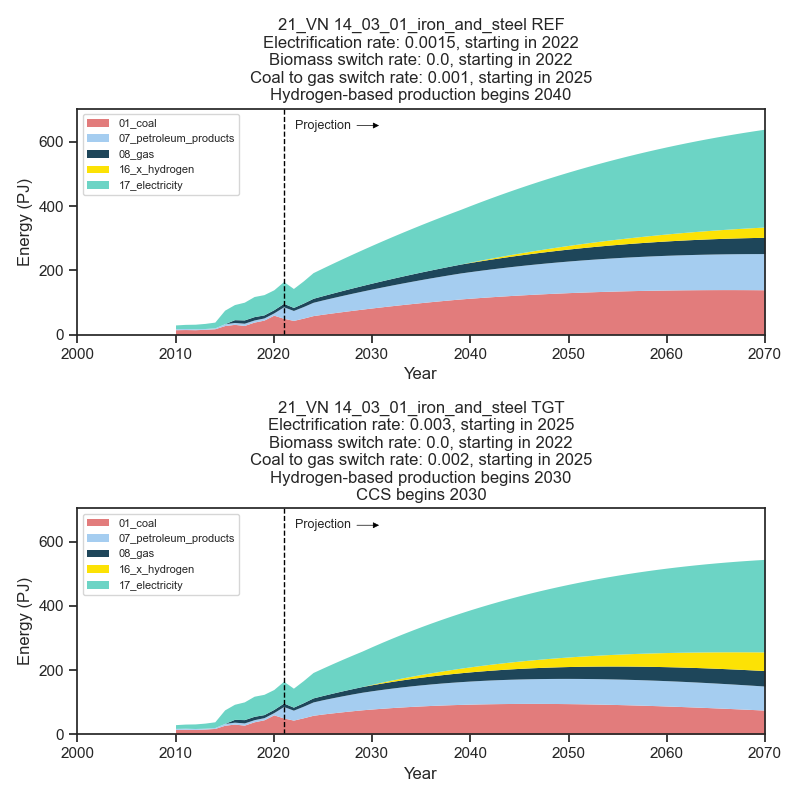 21_VN 14_03_01_iron_and_steel REF
Electrification rate: 0.0015, starting in 2022
Biomass switch rate: 0.0, starting in 2022
Coal to gas switch rate: 0.001, starting in 2025
Hydrogen-based production begins 2040
01_coal
07_petroleum_products
08_gas
16_x_hydrogen
17_electricity
Projection
Energy (PJ)
600
400
200
0
2000 2010 2020 2030 2040 2050 2060 2070
Year
21_VN 14_03_01_iron_and_steel TGT
Electrification rate: 0.003, starting in 2025
Biomass switch rate: 0.0, starting in 2022
Coal to gas switch rate: 0.002, starting in 2025
Hydrogen-based production begins 2030
CCS begins 2030
01_coal
07_petroleum_products
08_gas
16_x_hydrogen
17_electricity
Projection
Energy (PJ)
600
400
200
0
2000 2010 2020 2030 2040 2050 2060 2070
Year